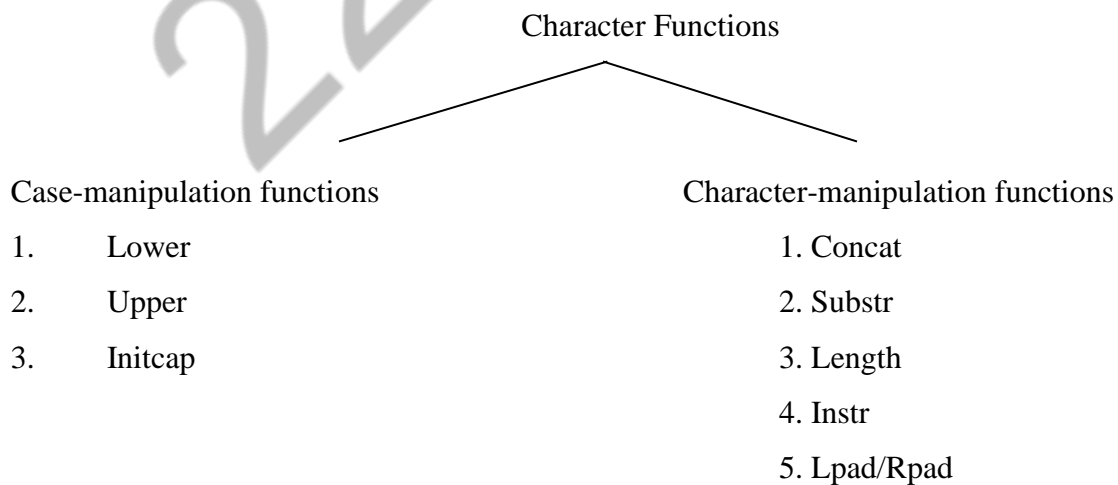 Character Functions
Case-manipulation functions
1. Lower
2. Upper
3. Initcap
Character-manipulation functions
1. Concat
2. Substr
3. Length
4. Instr
5. Lpad/Rpad